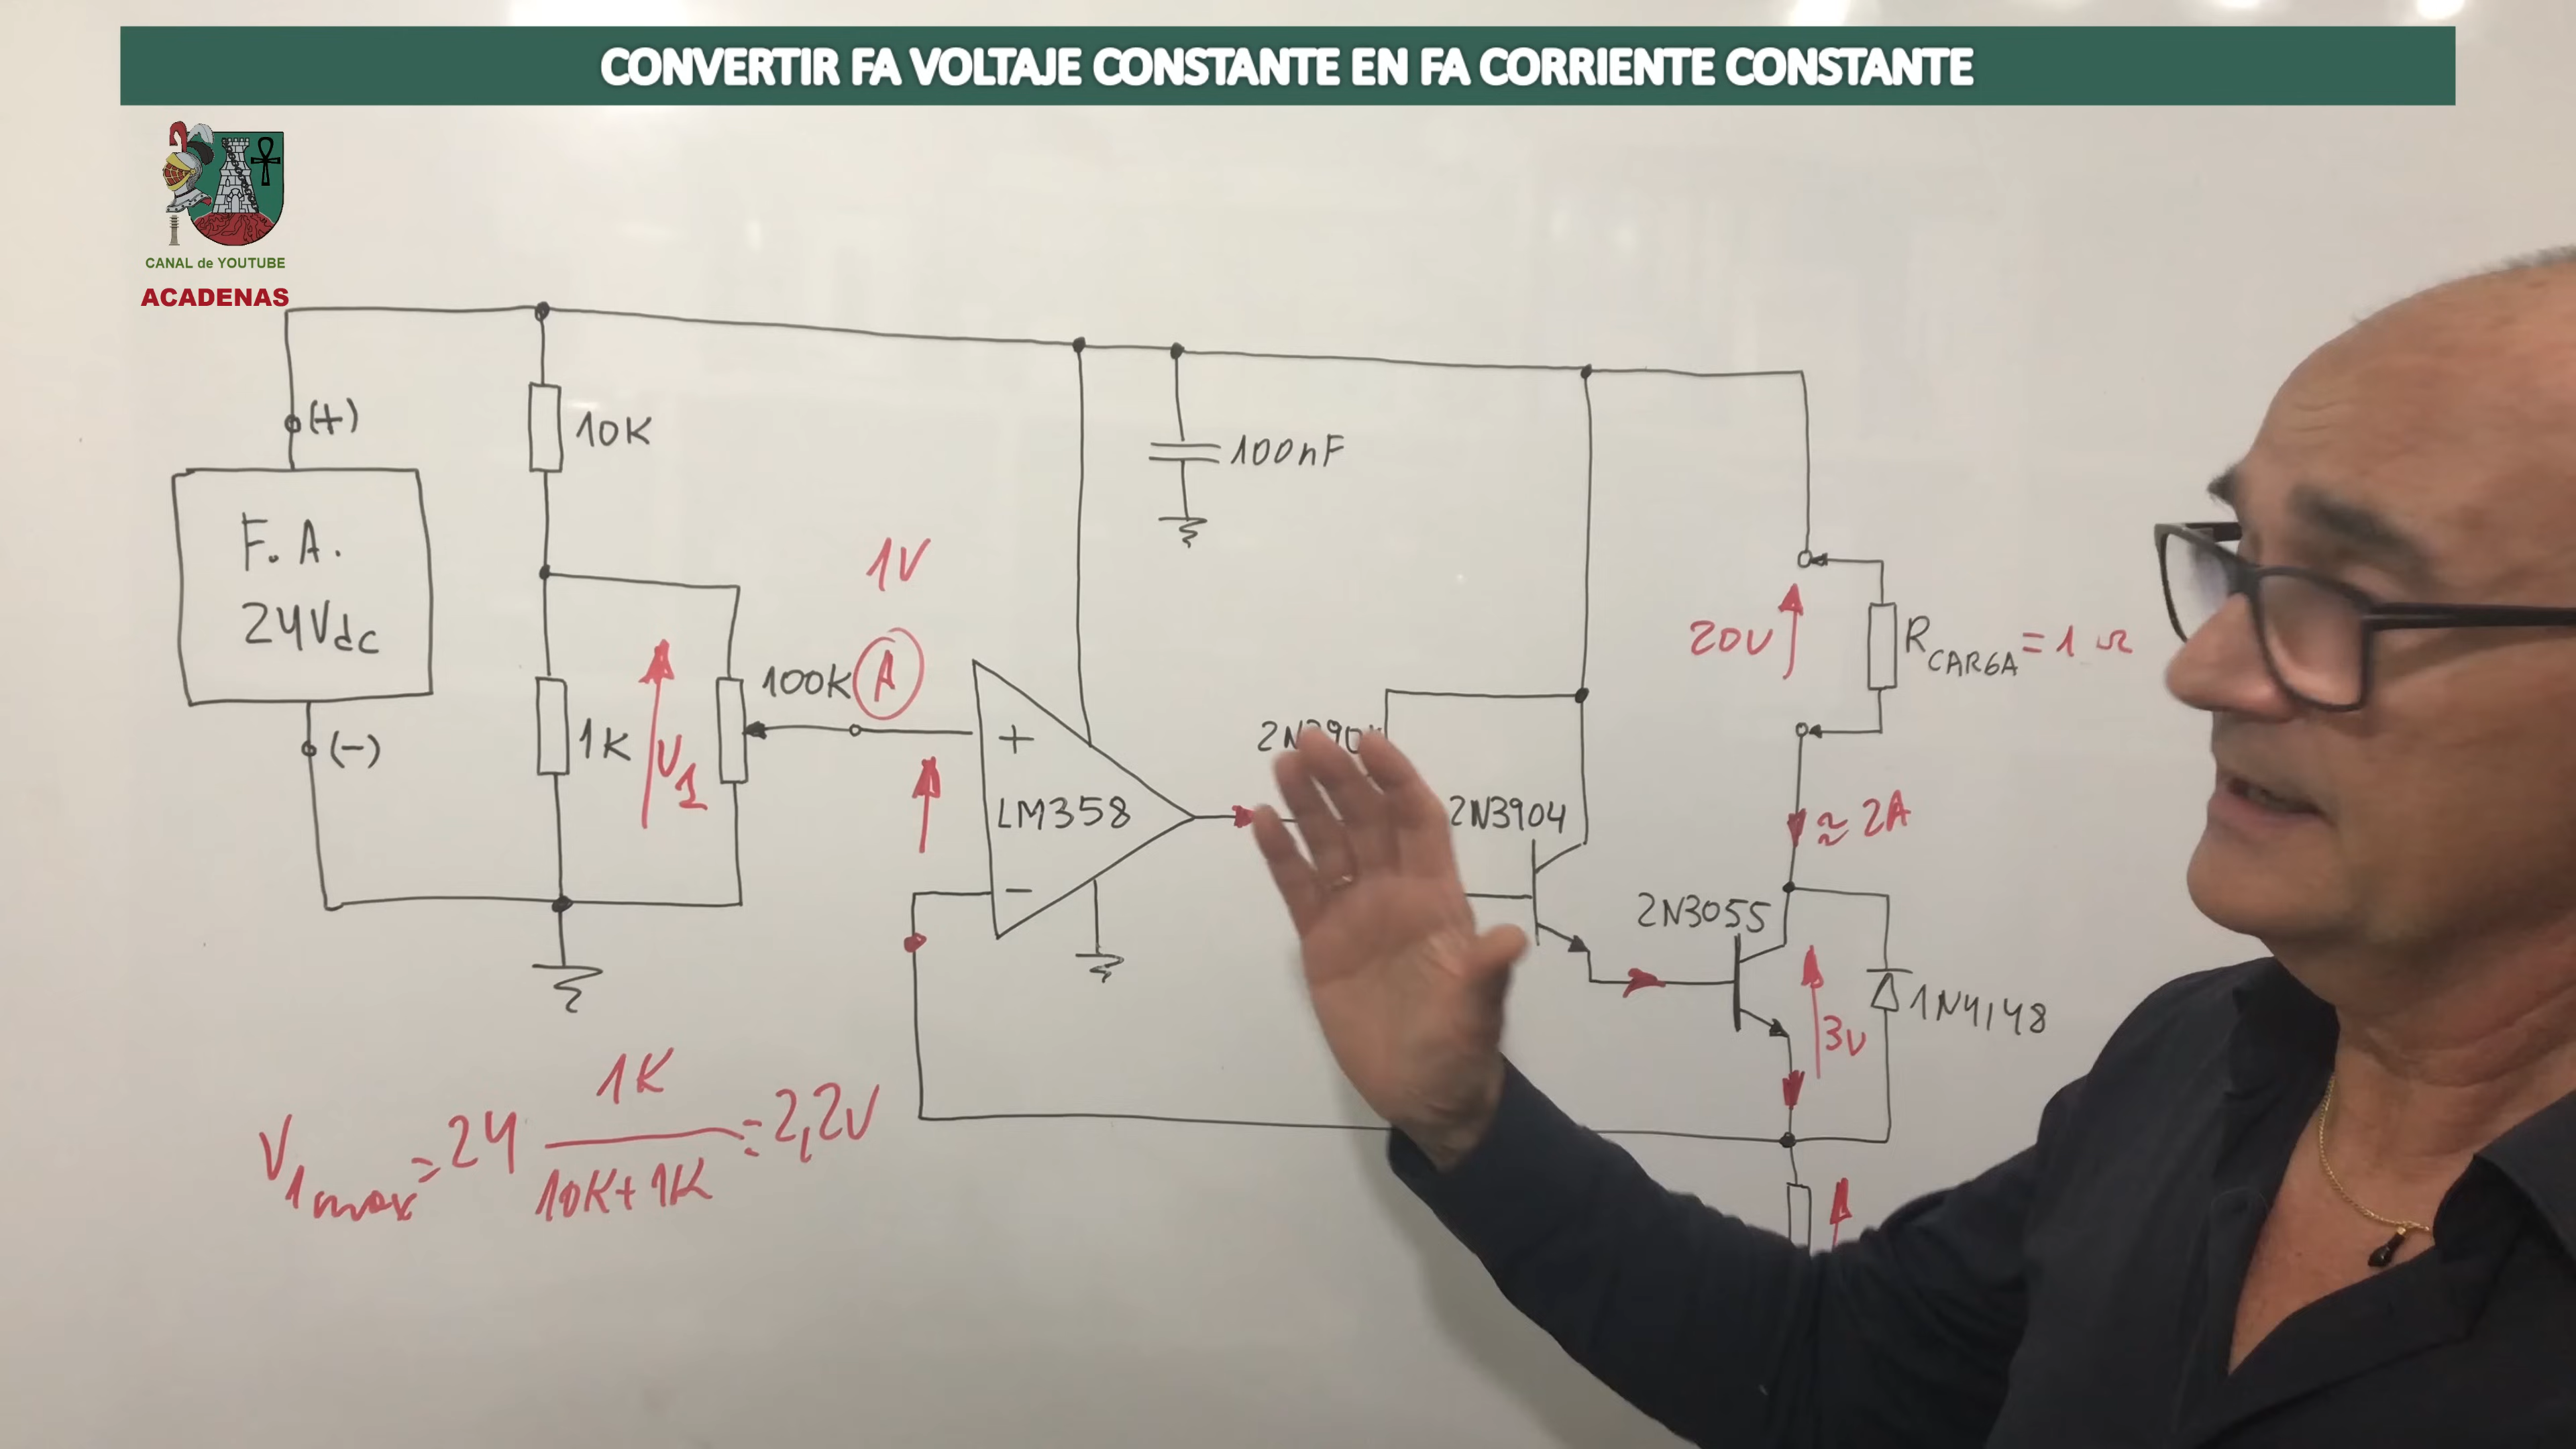 CONVERTIR FA VOLTAJE CONSTANTE EN FA CORRIENTE CONSTANTE
CANAL de YOUTUBE
ACADENAS
(+)
10K
100nF
F. A.
24Vdc
1V
100K
A
20V
RCARGA = 1 Ω
(-)
1K
V1
+
LM358
-
2N3904
≈ 2A
2N3055
3V
1N4148
V1max = 24 1K / 10K+1K = 2,2V